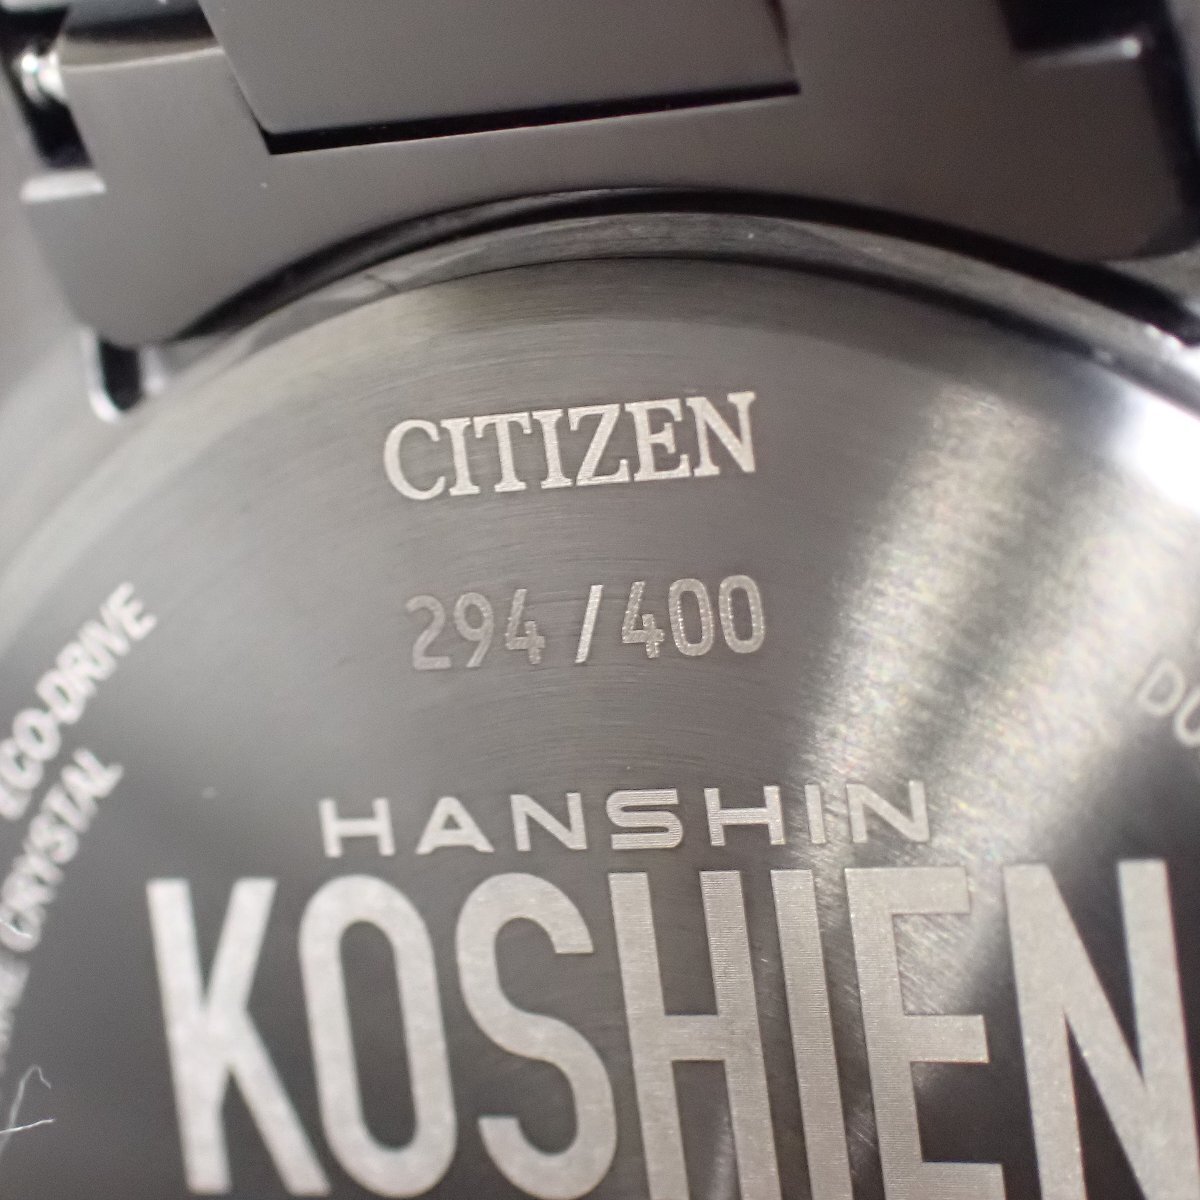 CITIZEN
294/400
HANSHIN
KOSHIEN
ECO-DRIVE
CRYSTAL